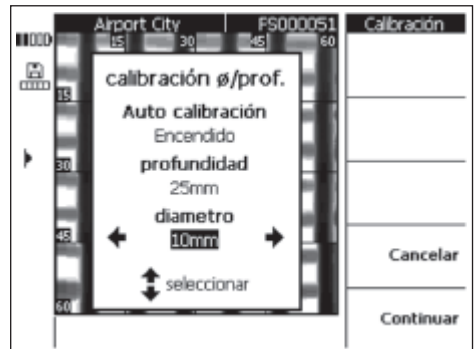 Airport City FS000051 Calibración
15 30 45 60
calibración ø/prof.
15
Auto calibración
Encendido
profundidad
30
25mm
diametro
45
10mm
seleccionar
60
Cancelar
Continuar